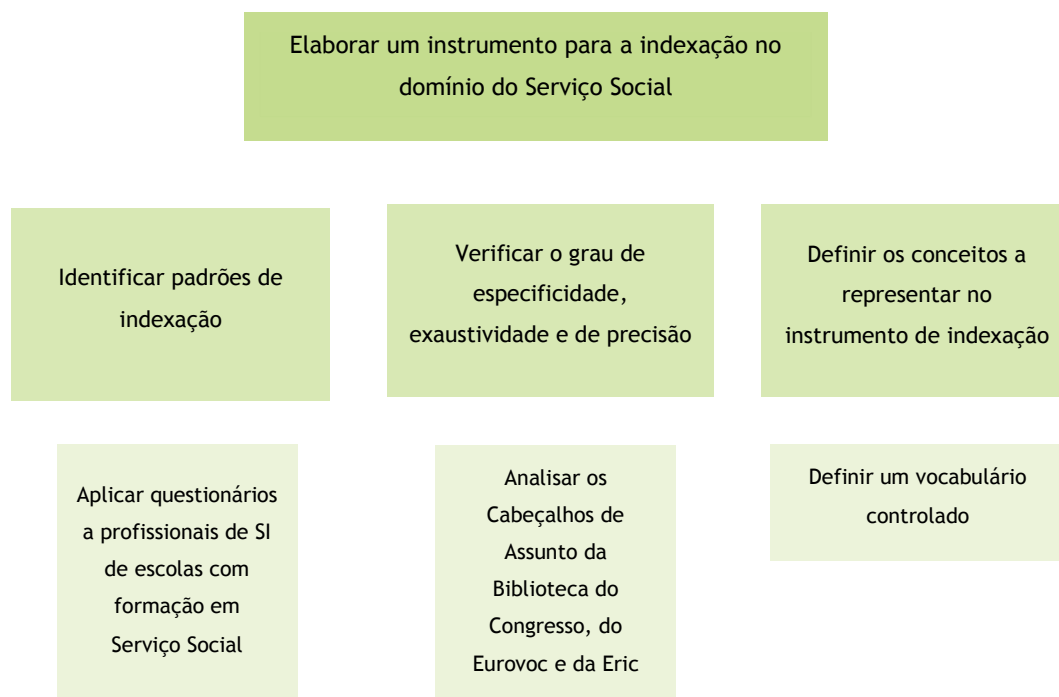 Elaborar um instrumento para a indexação no
domínio do Serviço Social
Identificar padrões de
indexação
Verificar o grau de
especificidade,
exaustividade e de precisão
Definir os conceitos a
representar no
instrumento de indexação
Aplicar questionários
a profissionais de SI
de escolas com
formação em
Serviço Social
Analisar os
Cabeçalhos de
Assunto da
Biblioteca do
Congresso, do
Eurovoc e da Eric
Definir um vocabulário
controlado